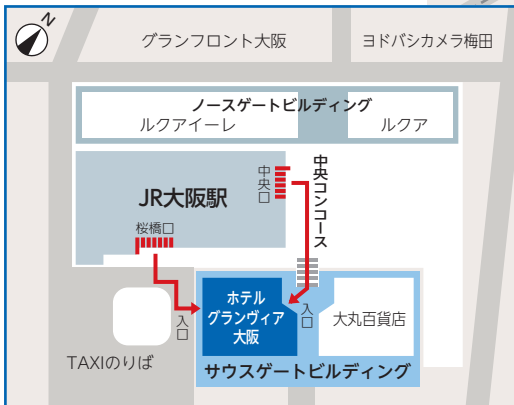 N
グランフロント大阪
ヨドバシカメラ梅田
ノースゲートビルディング
ルクアイーレ
ルクア
JR大阪駅
中央口
中央コンコース
桜橋口
入口
ホテル
グランヴィア
大阪
入口
大丸百貨店
TAXIのりば
サウスゲートビルディング